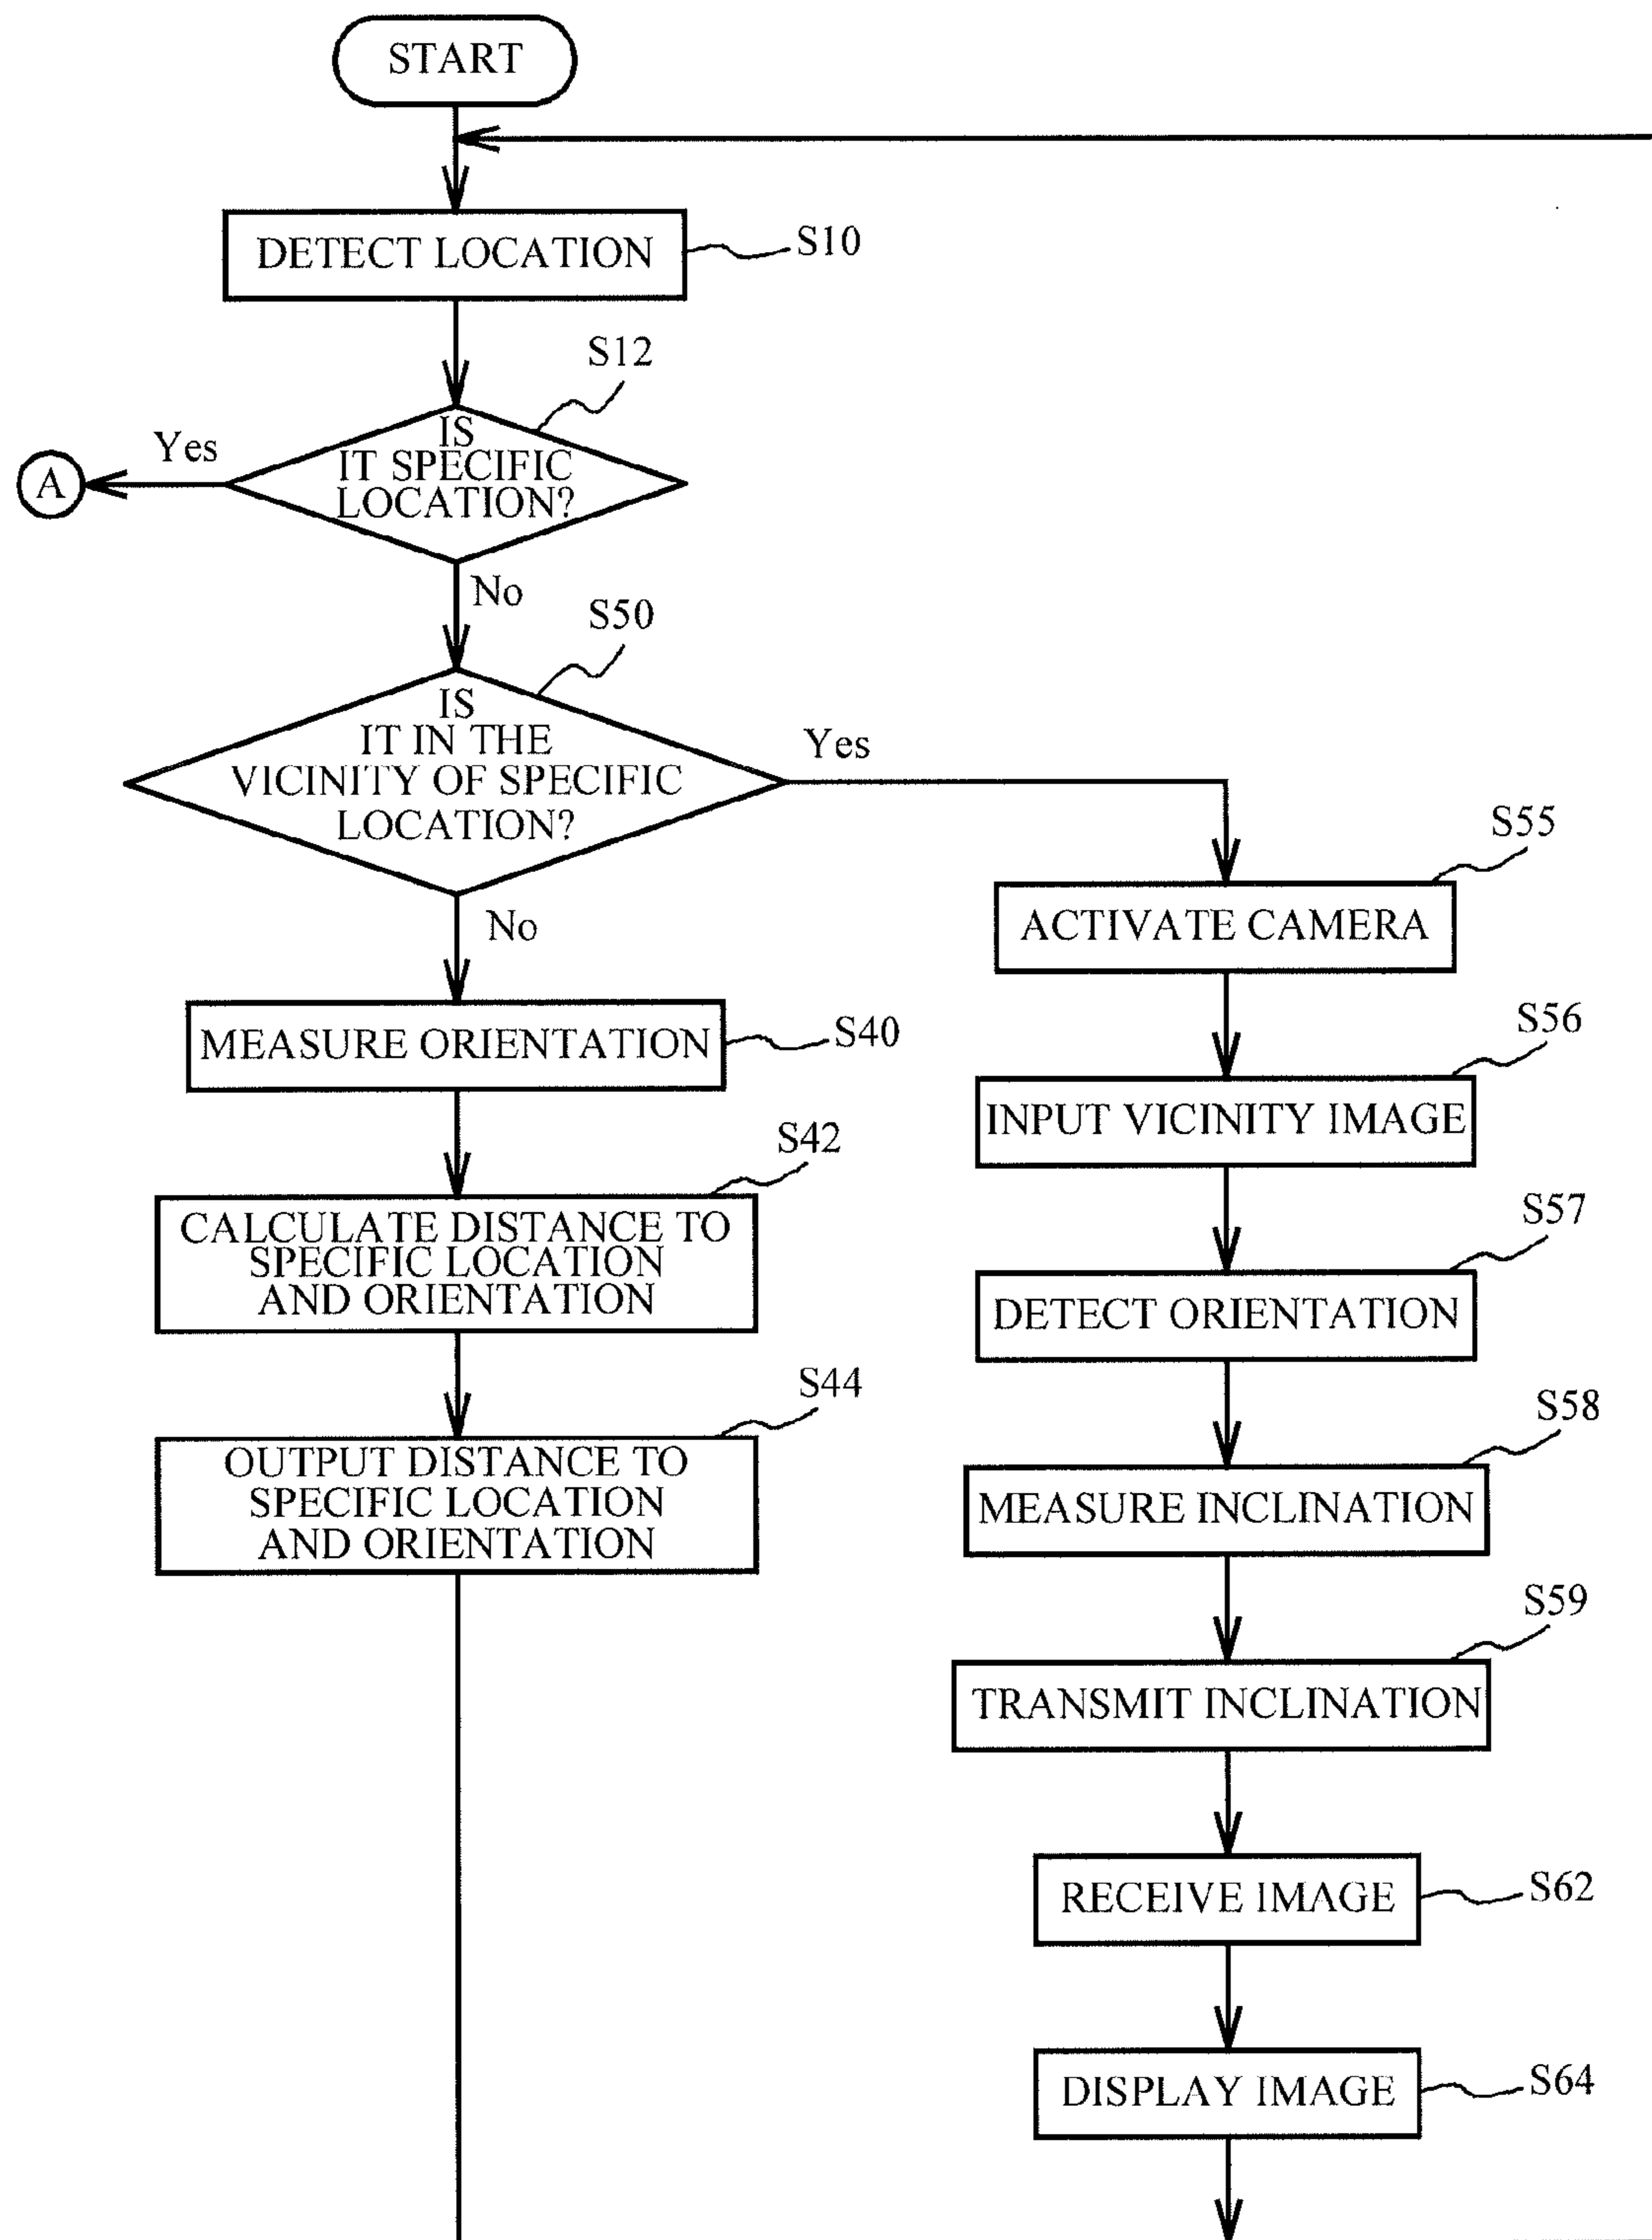 START
DETECT LOCATION
S10
S12
IS
IT SPECIFIC
LOCATION?
Yes
A
No
S50
IS
IT IN THE
VICINITY OF SPECIFIC
LOCATION?
Yes
No
MEASURE ORIENTATION
S40
S42
CALCULATE DISTANCE TO
SPECIFIC LOCATION
AND ORIENTATION
S44
OUTPUT DISTANCE TO
SPECIFIC LOCATION
AND ORIENTATION
S55
ACTIVATE CAMERA
S56
INPUT VICINITY IMAGE
S57
DETECT ORIENTATION
S58
MEASURE INCLINATION
S59
TRANSMIT INCLINATION
RECEIVE IMAGE
S62
DISPLAY IMAGE
S64